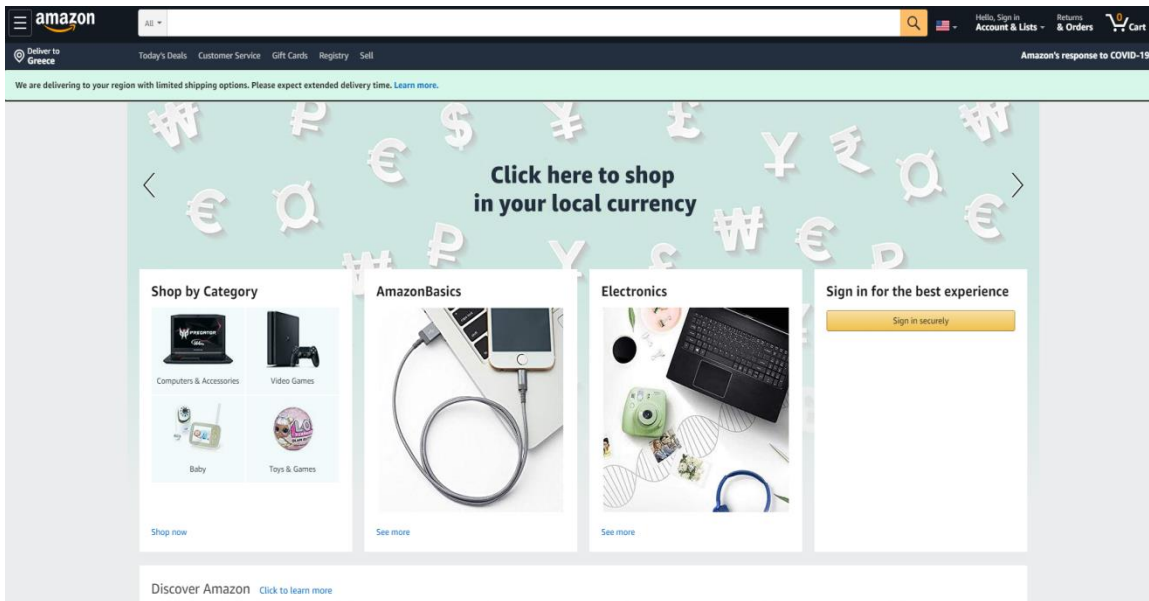 amazon
All
Hello, Sign in
Account & Lists
Returns
& Orders
0
Cart
Deliver to
Greece
Today's Deals Customer Service Gift Cards Registry Sell
Amazon's response to COVID-19
We are delivering to your region with limited shipping options. Please expect extended delivery time. Learn more.
Click here to shop
in your local currency
Shop by Category
PREDATOR
Computers & Accessories
Video Games
Baby
Toys & Games
Shop now
AmazonBasics
See more
Electronics
See more
Sign in for the best experience
Sign in securely
Discover Amazon Click to learn more